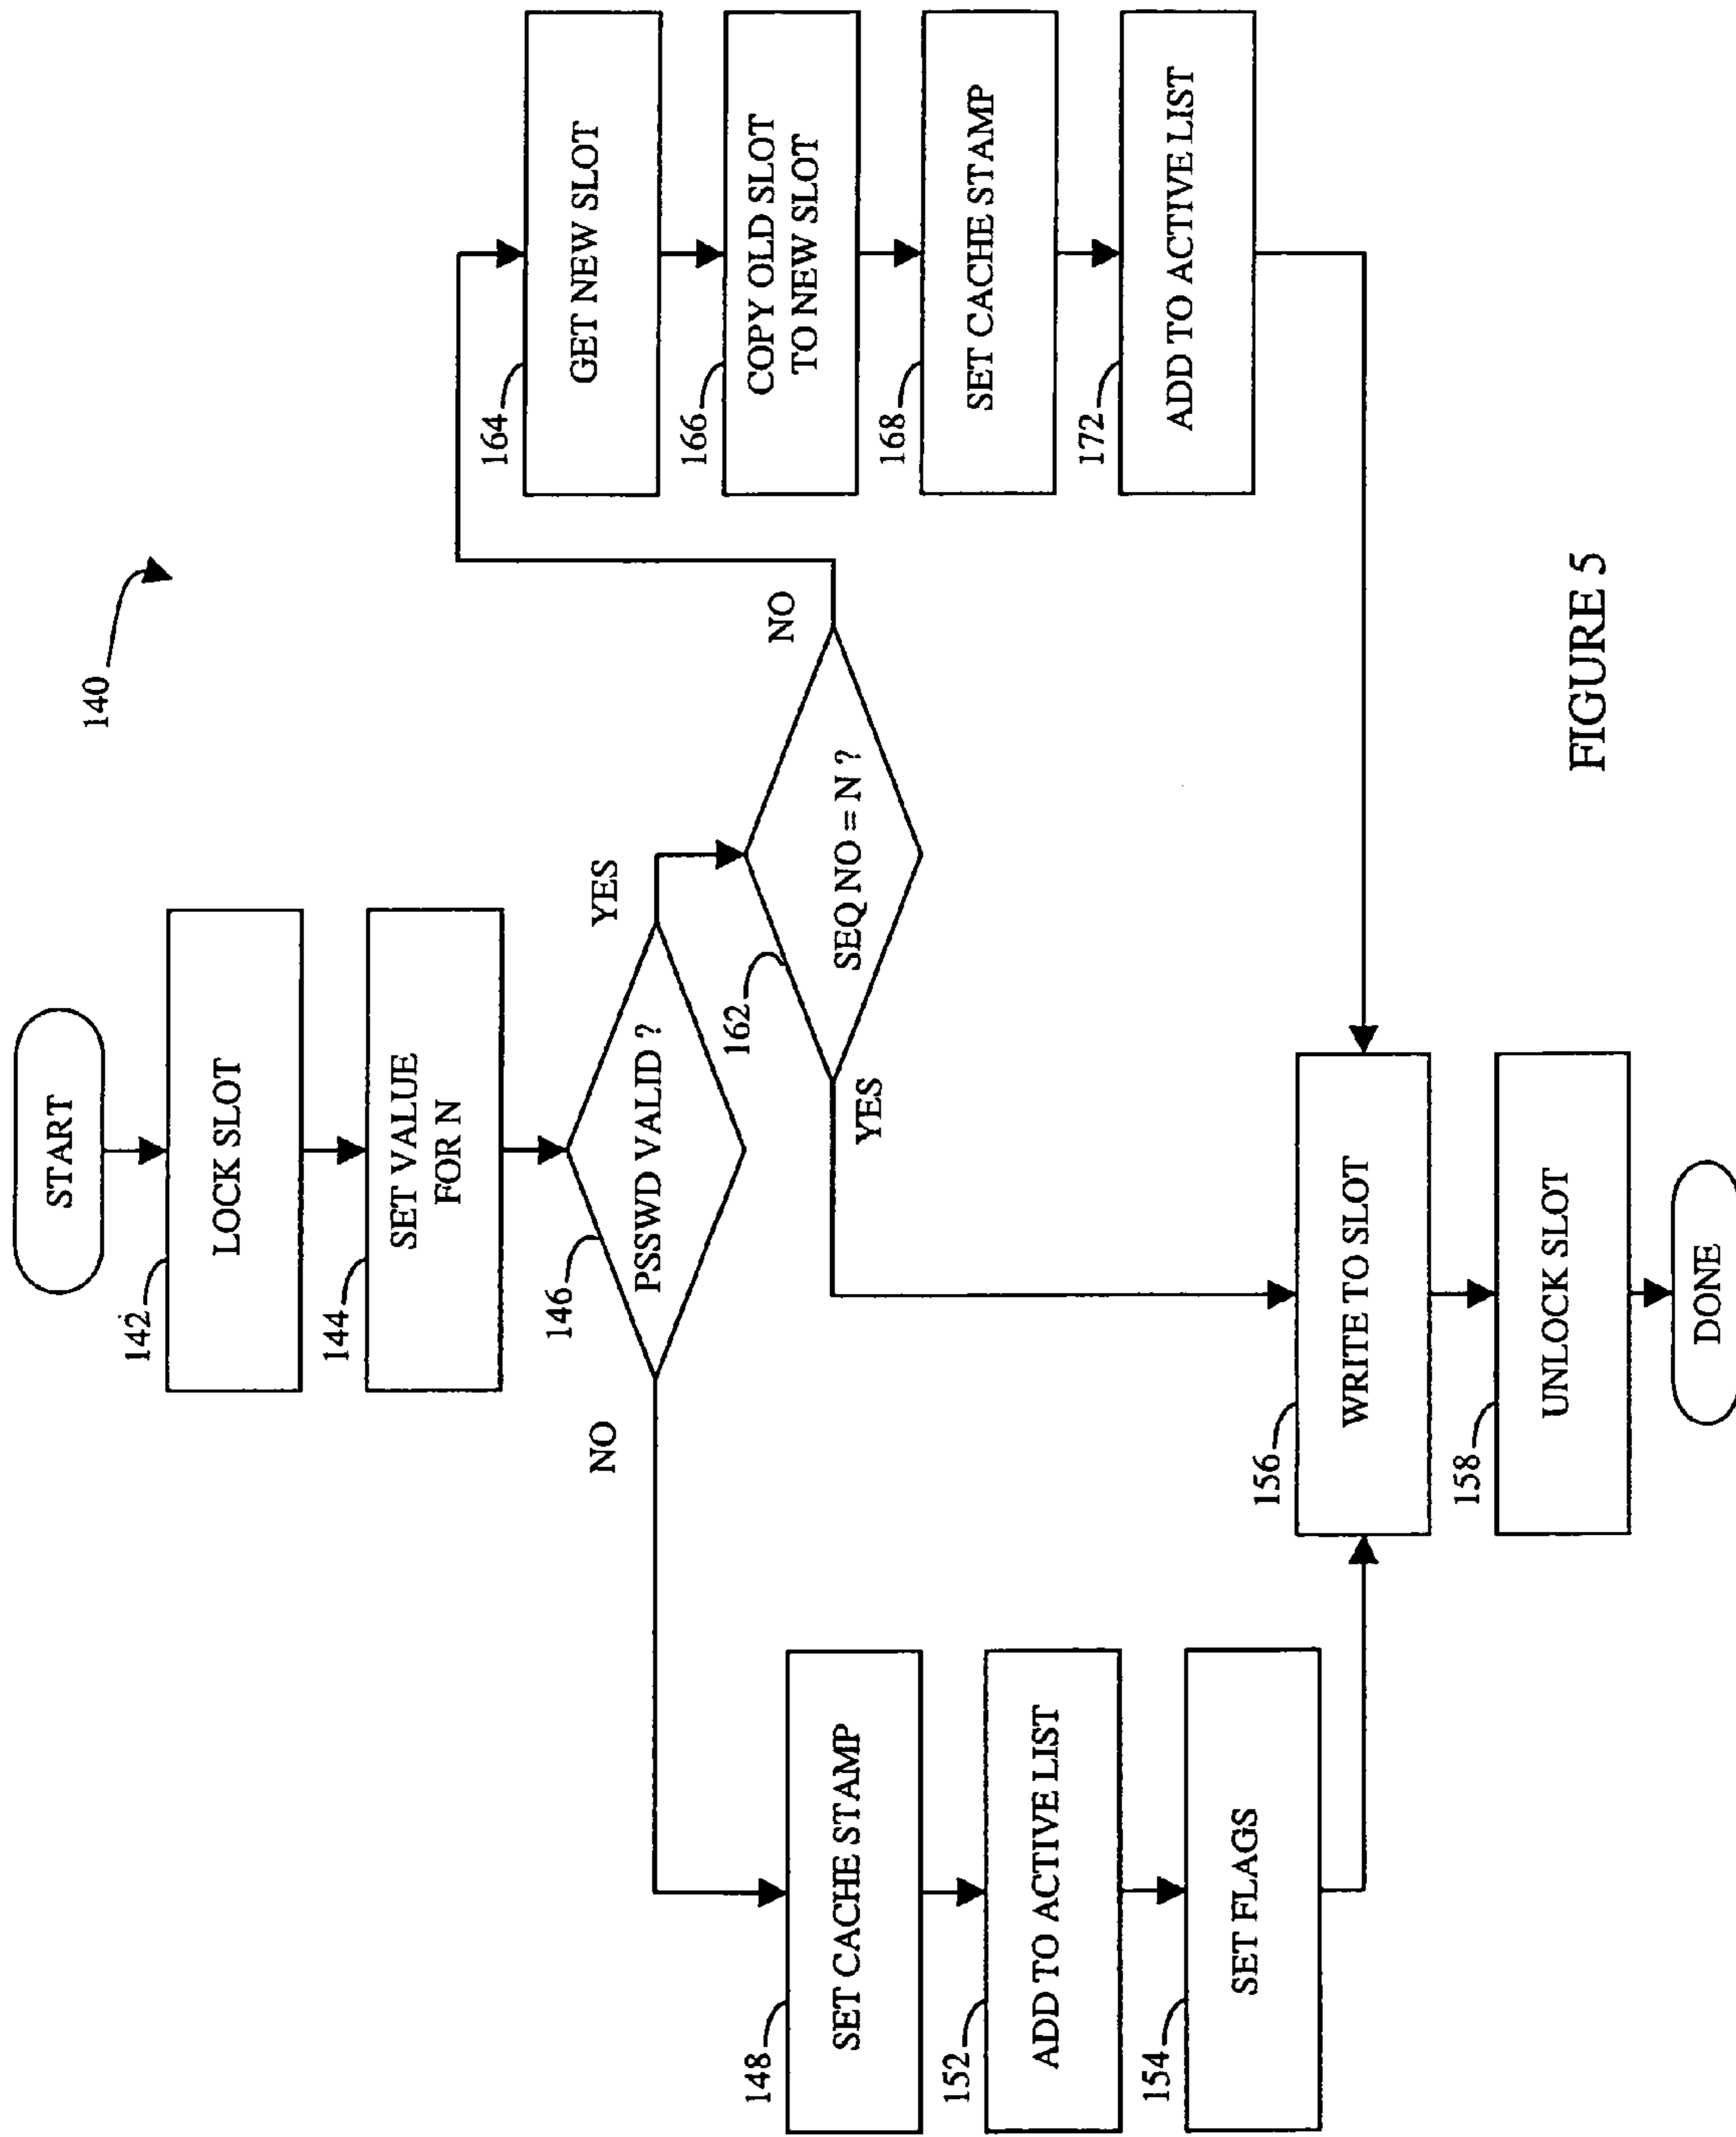 140
START
142
LOCK SLOT
144
SET VALUE
FOR N
146
PSSWD VALID ?
NO
YES
162
SEQ NO = N ?
YES
NO
164
GET NEW SLOT
166
COPY OLD SLOT
TO NEW SLOT
168
SET CACHE STAMP
172
ADD TO ACTIVE LIST
148
SET CACHE STAMP
152
ADD TO ACTIVE LIST
154
SET FLAGS
156
WRITE TO SLOT
158
UNLOCK SLOT
DONE
FIGURE 5